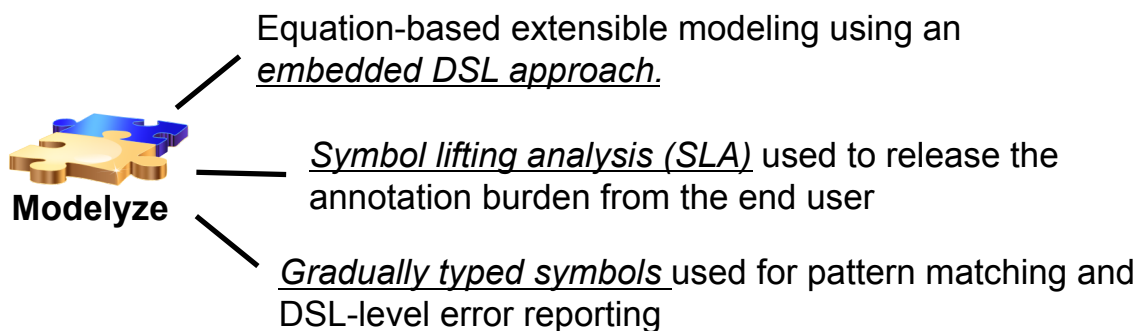 Equation-based extensible modeling using an
embedded DSL approach.
Symbol lifting analysis (SLA) used to release the
annotation burden from the end user
Modelyze
Gradually typed symbols used for pattern matching and
DSL-level error reporting